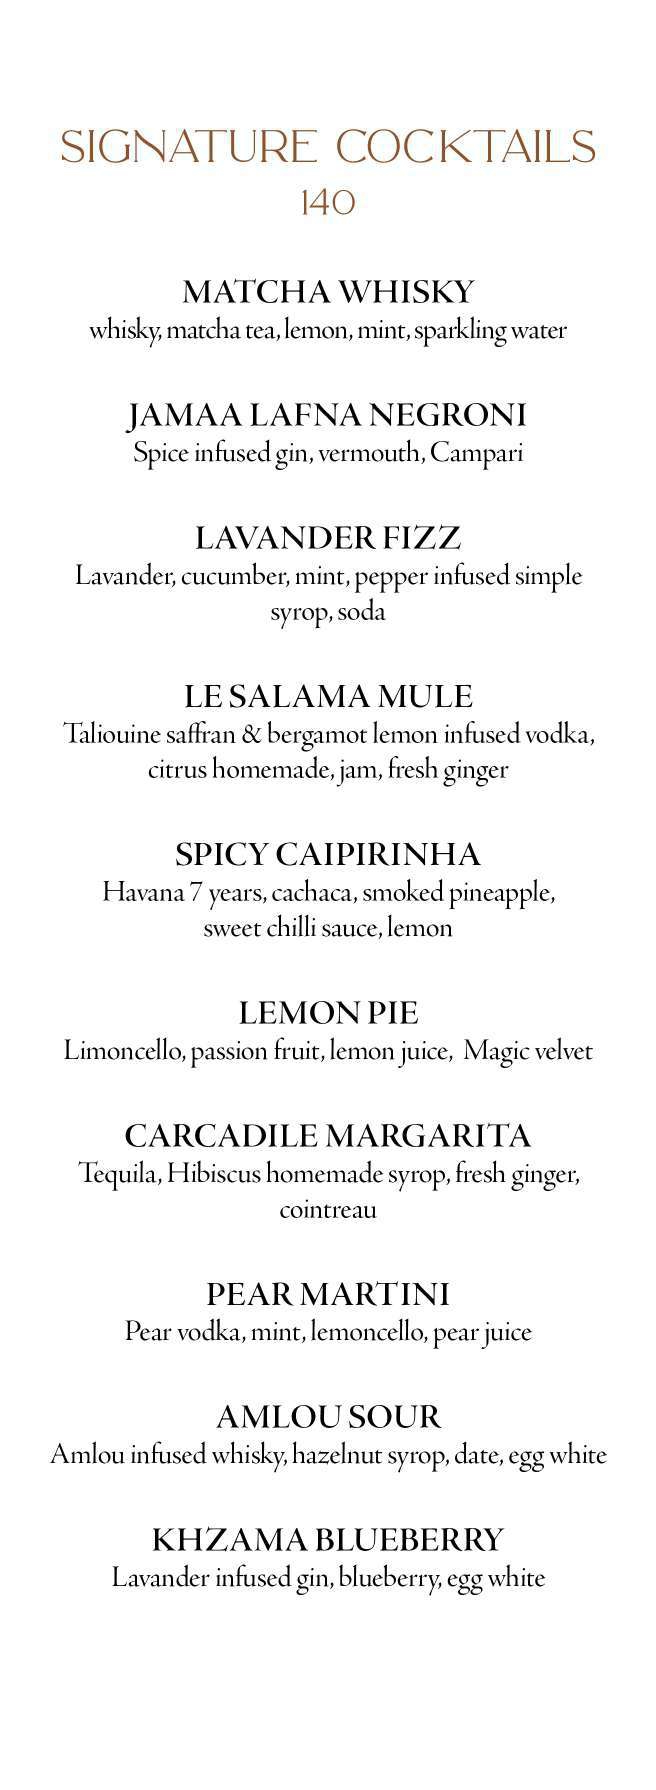 SIGNATURE COCKTAILS
140
MATCHA WHISKY
whisky, matcha tea, lemon, mint, sparkling water
JAMAA LAFNA NEGRONI
Spice infused gin, vermouth, Campari
LAVANDER FIZZ
Lavander, cucumber, mint, pepper infused simple
syrop, soda
LE SALAMA MULE
Taliouine saffran & bergamot lemon infused vodka,
citrus homemade, jam, fresh ginger
SPICY CAIPIRINHA
Havana 7 years, cachaca, smoked pineapple,
sweet chilli sauce, lemon
LEMON PIE
Limoncello, passion fruit, lemon juice, Magic velvet
CARCADILE MARGARITA
Tequila, Hibiscus homemade syrop, fresh ginger,
cointreau
PEAR MARTINI
Pear vodka, mint, lemoncello, pear juice
AMLOU SOUR
Amlou infused whisky, hazelnut syrop, date, egg white
KHZAMA BLUEBERRY
Lavander infused gin, blueberry, egg white